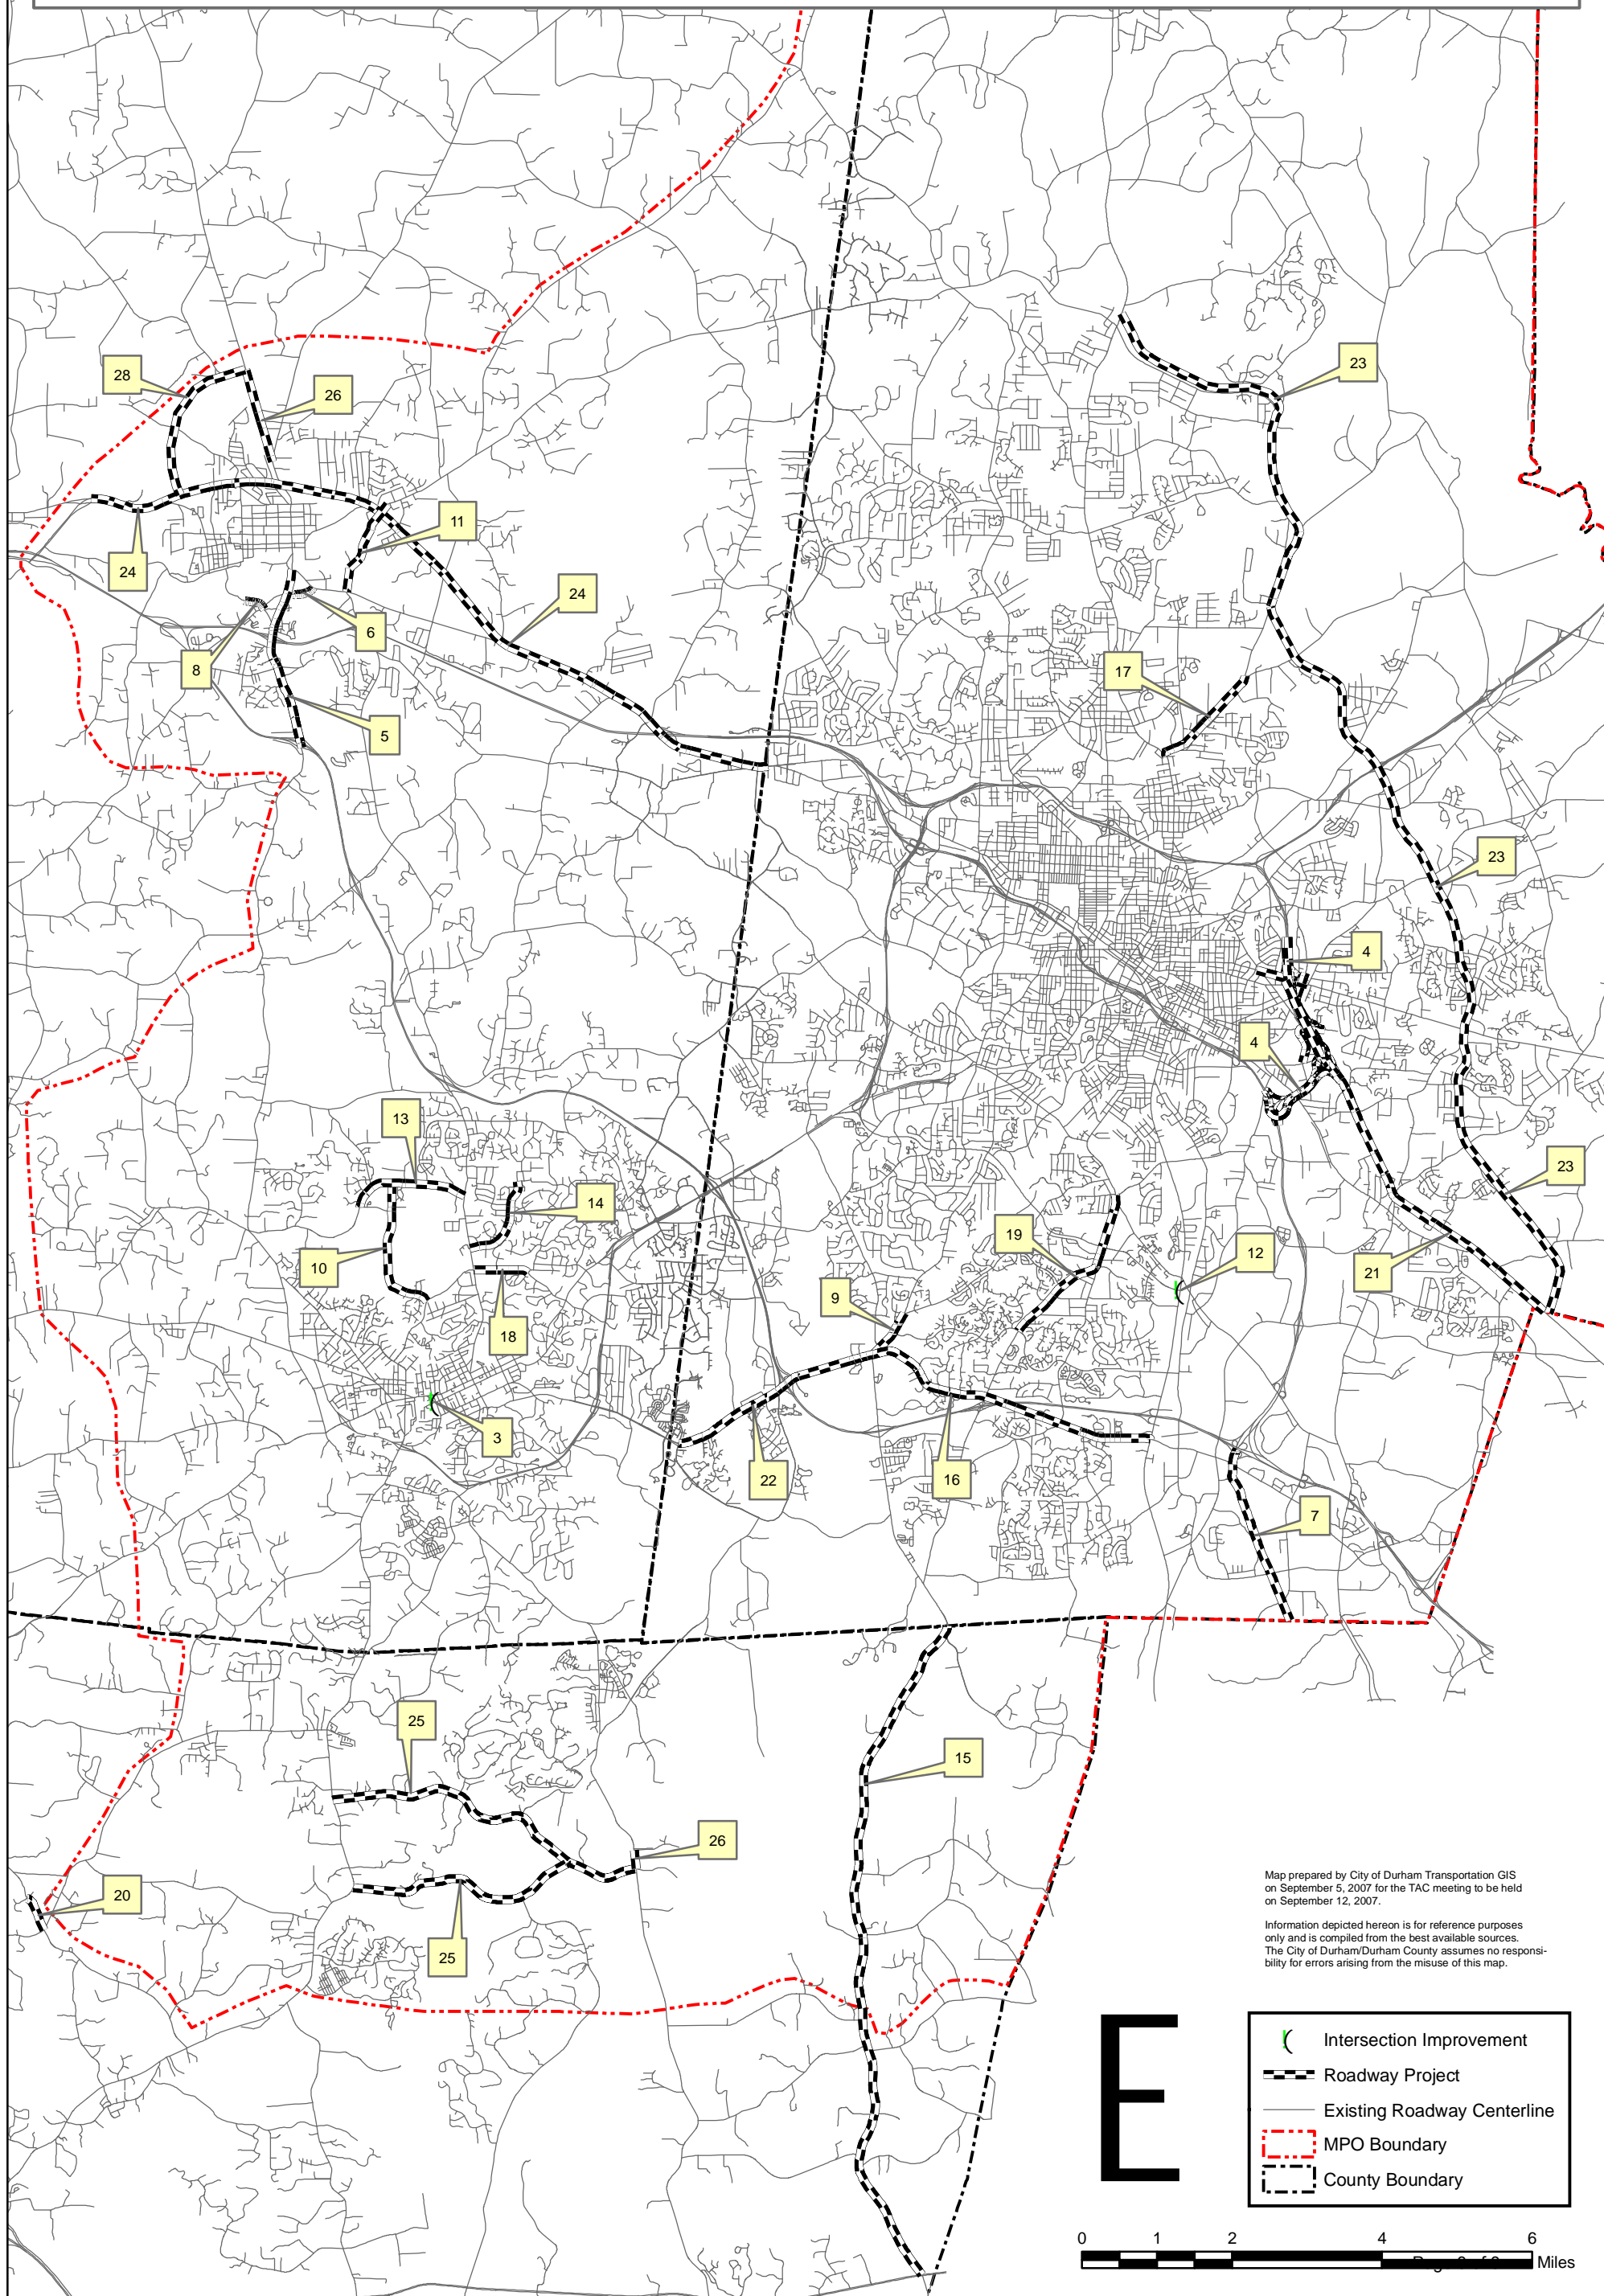 23
28
26
11
24
24
6
17
8
5
23
4
4
13
23
14
19
12
10
21
9
18
3
22
16
7
25
15
26
20
25
Map prepared by City of Durham Transportation GIS
on September 5, 2007 for the TAC meeting to be held
on September 12, 2007.
Information depicted hereon is for reference purposes
only and is compiled from the best available sources.
The City of Durham/Durham County assumes no responsi-
bility for errors arising from the misuse of this map.
E
Intersection Improvement
Roadway Project
Existing Roadway Centerline
MPO Boundary
County Boundary
0 1 2 4 6
Miles